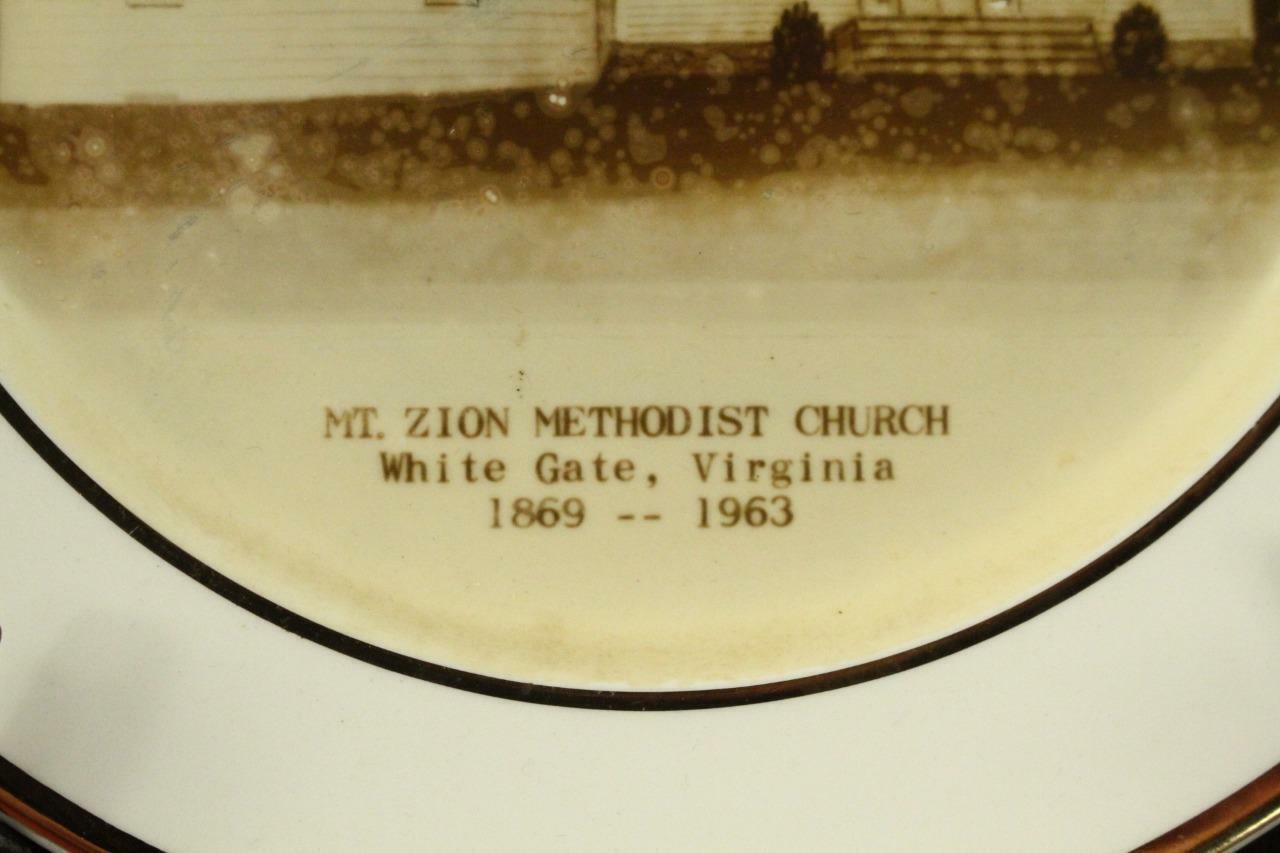 MT. ZION METHODIST CHURCH
White Gate, Virginia
1869 -- 1963